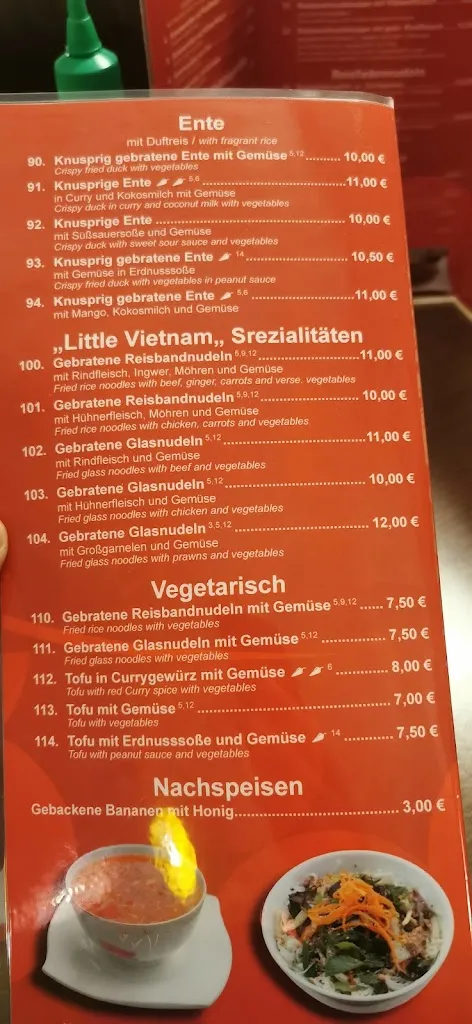 Ente
mit Duftreis / with fragrant rice
90. Knusprig gebratene Ente mit Gemüse 5,12 .......... 10,00 €
Crispy fried duck with vegetables
91. Knusprige Ente 5,6 ..........11,00 €
in Curry und Kokosmilch mit Gemüse
Crispy duck in curry and coconut milk with vegetables
92. Knusprige Ente .......... 10,00 €
mit Süßsauersoße und Gemüse
Crispy duck with sweet sour sauce and vegetables
93. Knusprig gebratene Ente 14 .......... 10,50 €
mit Gemüse in Erdnusssoße
Crispy fried duck with vegetables in peanut sauce
94. Knusprig gebratene Ente 5,6 ..........11,00 €
mit Mango, Kokosmilch und Gemüse
„Little Vietnam„ Srezialitäten
100. Gebratene Reisbandnudeln 5,9,12 ..........11,00 €
mit Rindfleisch, Ingwer, Möhren und Gemüse
Fried rice noodles with beef, ginger, carrots and verse. vegetables
101. Gebratene Reisbandnudeln 5,9,12 .......... 10,00 €
mit Hühnerfleisch, Möhren und Gemüse
Fried rice noodles with chicken, carrots and vegetables
102. Gebratene Glasnudeln 5,12 ..........11,00 €
mit Rindfleisch und Gemüse
Fried glass noodles with beef and vegetables
103. Gebratene Glasnudeln 5,12 .......... 10,00 €
mit Hühnerfleisch und Gemüse
Fried glass noodles with chicken and vegetables
104. Gebratene Glasnudeln 3,5,12 .......... 12,00 €
mit Großgarnelen und Gemüse
Fried glass noodles with prawns and vegetables
Vegetarisch
110. Gebratene Reisbandnudeln mit Gemüse 5,9,12 ...... 7,50 €
Fried rice noodles with vegetables
111. Gebratene Glasnudeln mit Gemüse 5,12 .......... 7,50 €
Fried glass noodles with vegetables
112. Tofu in Currygewürz mit Gemüse 6 .......... 8,00 €
Tofu with red Curry spice with vegetables
113. Tofu mit Gemüse 5,12 .......... 7,00 €
Tofu with vegetables
114. Tofu mit Erdnusssoße und Gemüse 14 .......... 7,50 €
Tofu with peanut sauce and vegetables
Nachspeisen
Gebackene Bananen mit Honig.......... 3,00 €